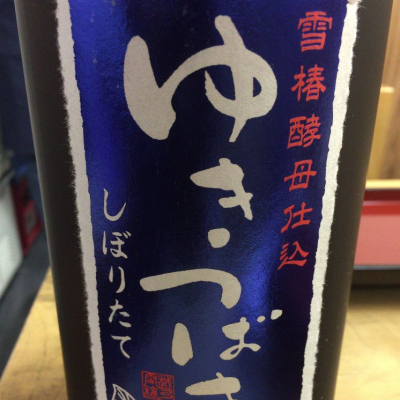 雪椿酵母仕込
ゆき・つばき
しぼりたて